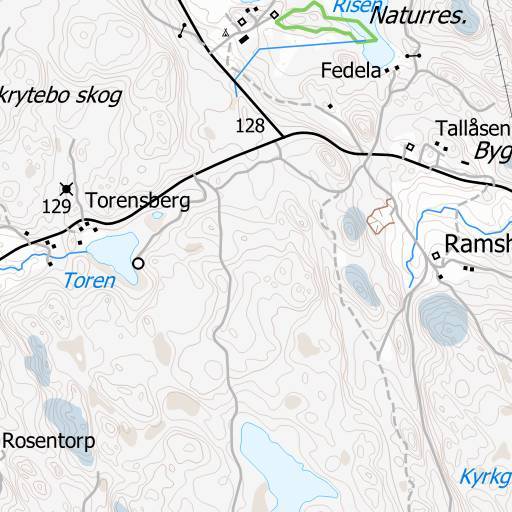 Risen
Naturres.
Fedela
krytebo skog
128
Tallåsen
Byg
129
Torensberg
Ramsh
Toren
Rosentorp
Kyrkg